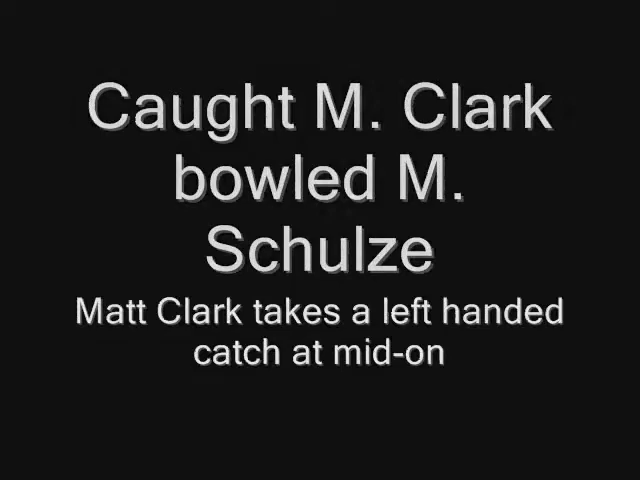 Caught M. Clark
bowled M.
Schulze
Matt Clark takes a left handed
catch at mid-on